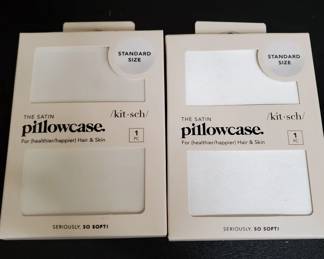 STANDARD
SIZE
THE SATIN
/kit·sch/
pillowcase.
1
PC
For (healthier/happier) Hair & Skin
SERIOUSLY, SO SOFT!
STANDARD
SIZE
THE SATIN
/kit·sch/
pillowcase.
1
PC
For (healthier/happier) Hair & Skin
SERIOUSLY, SO SOFT!